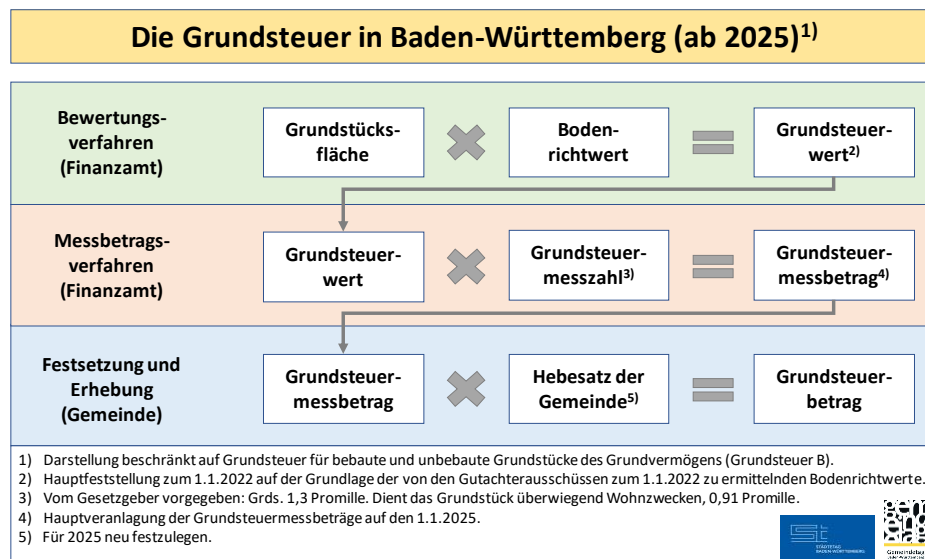 Die Grundsteuer in Baden-Württemberg (ab 2025)1)
Bewertungs-
verfahren
(Finanzamt)
Grundstücks-
fläche
Boden-
richtwert
Grundsteuer-
wert2)
Messbetrags-
verfahren
(Finanzamt)
Grundsteuer-
wert
Grundsteuer-
messzahl3)
Grundsteuer-
messbetrag4)
Festsetzung und
Erhebung
(Gemeinde)
Grundsteuer-
messbetrag
Hebesatz der
Gemeinde5)
Grundsteuer-
betrag
1) Darstellung beschränkt auf Grundsteuer für bebaute und unbebaute Grundstücke des Grundvermögens (Grundsteuer B).
2) Hauptfeststellung zum 1.1.2022 auf der Grundlage der von den Gutachterausschüssen zum 1.1.2022 zu ermittelnden Bodenrichtwerte.
3) Vom Gesetzgeber vorgegeben: Grds. 1,3 Promille. Dient das Grundstück überwiegend Wohnzwecken, 0,91 Promille.
4) Hauptveranlagung der Grundsteuermessbeträge auf den 1.1.2025.
5) Für 2025 neu festzulegen.
STÄDTETAG
BADEN-WÜRTTEMBERG
Gemeindetag